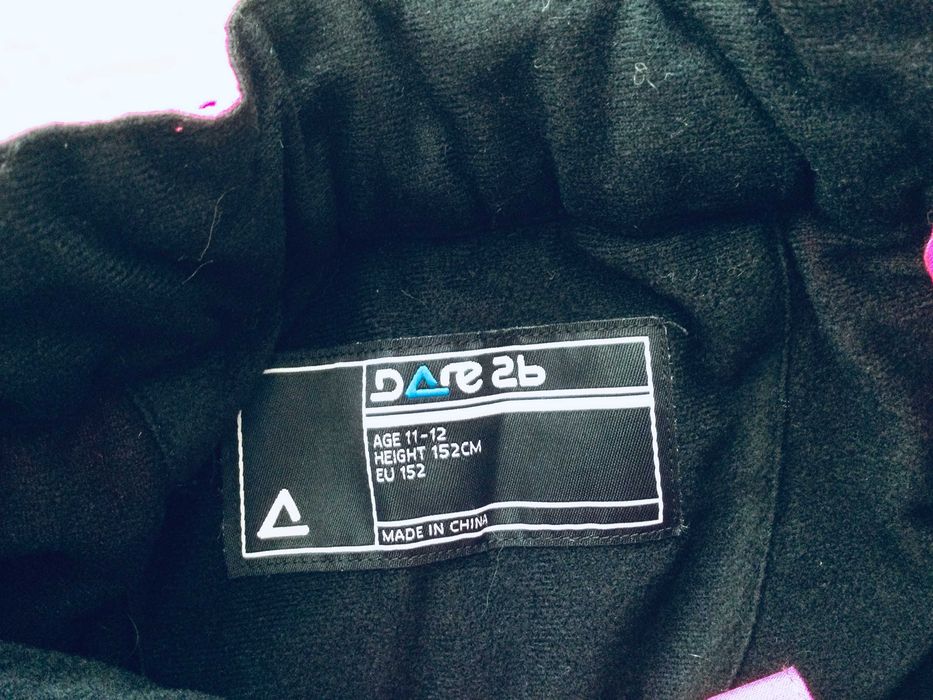 Dare 2b
AGE 11-12
HEIGHT 152CM
EU 152
MADE IN CHINA